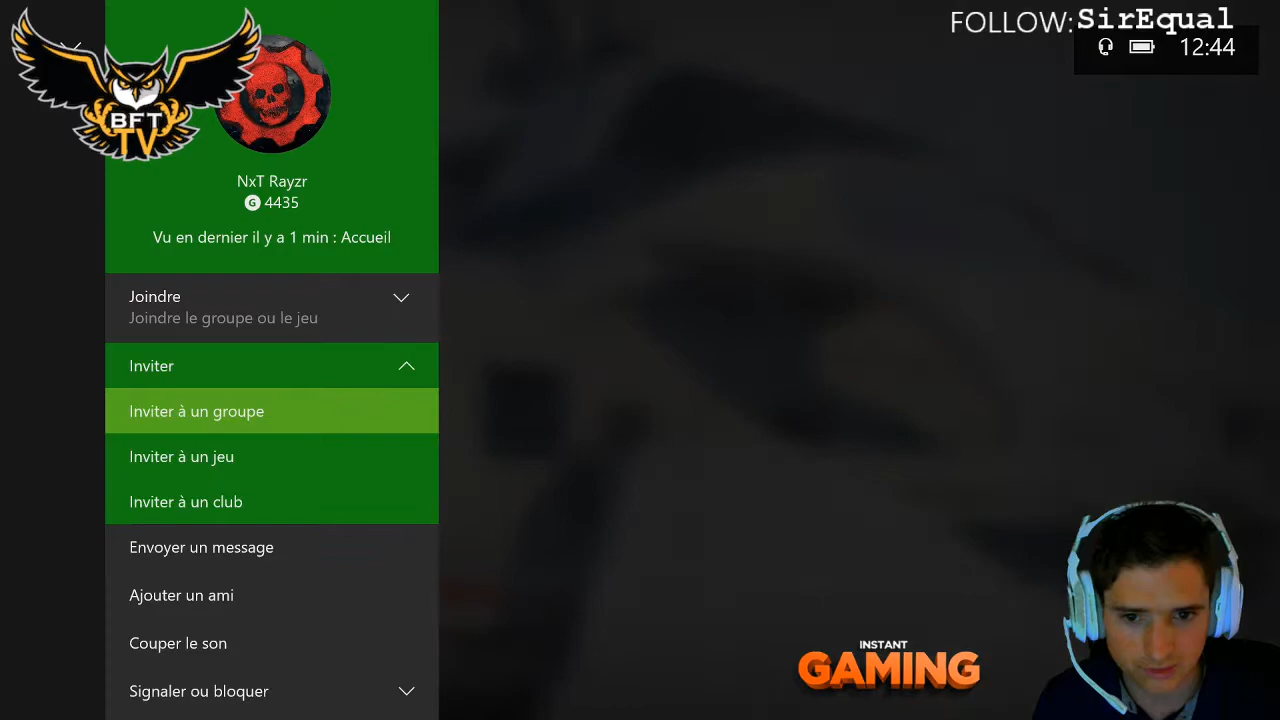 FOLLOW:SirEqual
12:44
BFT
TV
NxT Rayzr
G 4435
Vu en dernier il y a 1 min : Accueil
Joindre
Joindre le groupe ou le jeu
Inviter
Inviter à un groupe
Inviter à un jeu
Inviter à un club
Envoyer un message
Ajouter un ami
Couper le son
Signaler ou bloquer
INSTANT
GAMING